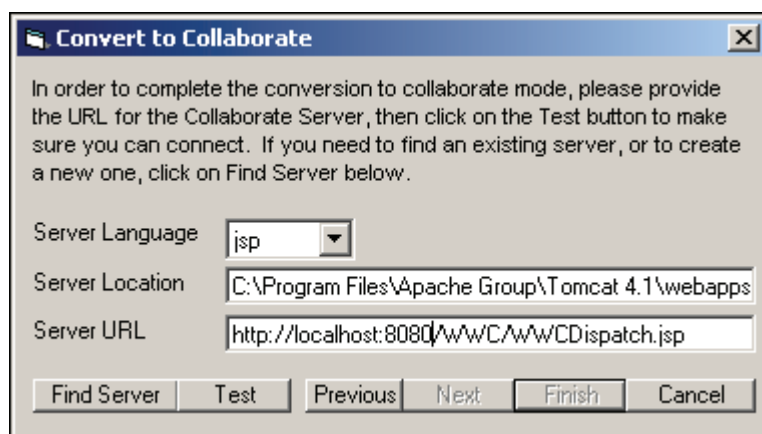 Convert to Collaborate
In order to complete the conversion to collaborate mode, please provide
the URL for the Collaborate Server, then click on the Test button to make
sure you can connect. If you need to find an existing server, or to create
a new one, click on Find Server below.
Server Language jsp
Server Location C:\Program Files\Apache Group\Tomcat 4.1\webapps
Server URL http://localhost:8080/WWC/WWCDispatch.jsp
Find Server Test Previous Next Finish Cancel